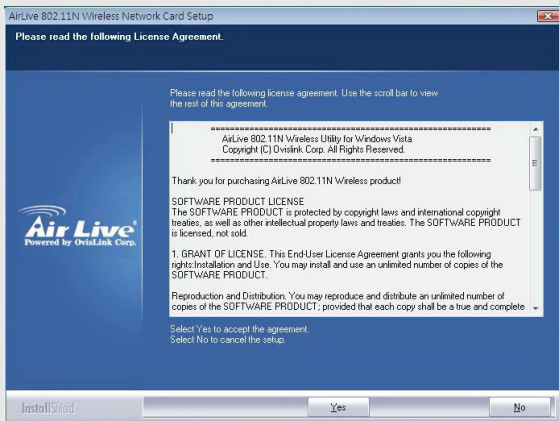 AirLive 802.11N Wireless Network Card Setup
Please read the following License Agreement.
Please read the following license agreement. Use the scroll bar to view
the rest of this agreement.
============================================================
AirLive 802.11N Wireless Utility for Windows Vista
Copyright (C) Ovislink Corp. All Rights Reserved.
============================================================
Thank you for purchasing AirLive 802.11N Wireless product!
SOFTWARE PRODUCT LICENSE
The SOFTWARE PRODUCT is protected by copyright laws and international copyright
treaties, as well as other intellectual property laws and treaties. The SOFTWARE PRODUCT
is licensed, not sold.
1. GRANT OF LICENSE. This End-User License Agreement grants you the following
rights:Installation and Use. You may install and use an unlimited number of copies of the
SOFTWARE PRODUCT.
Reproduction and Distribution. You may reproduce and distribute an unlimited number of
copies of the SOFTWARE PRODUCT; provided that each copy shall be a true and complete
Air Live
Powered by OvisLink Corp.
Select Yes to accept the agreement.
Select No to cancel the setup.
InstallShield
Yes
No